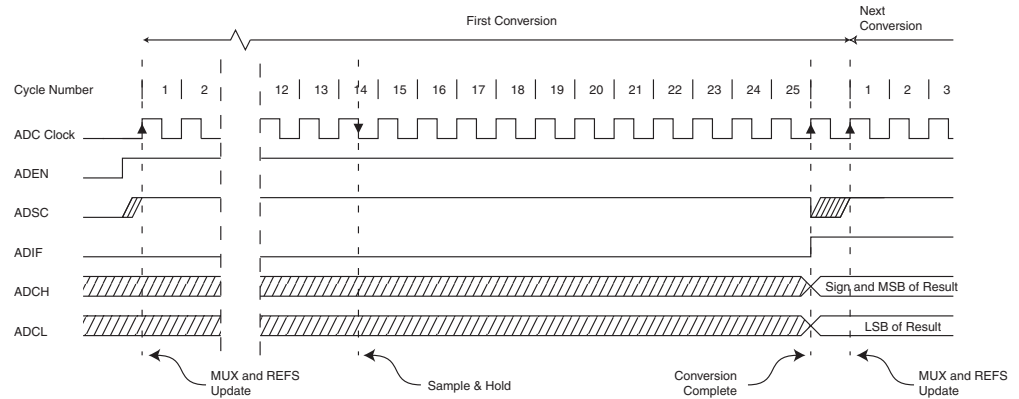 First Conversion
Next
Conversion
Cycle Number 1 2 12 13 14 15 16 17 18 19 20 21 22 23 24 25 1 2 3
ADC Clock
ADEN
ADSC
ADIF
ADCH Sign and MSB of Result
ADCL LSB of Result
MUX and REFS
Update
Sample & Hold
Conversion
Complete
MUX and REFS
Update